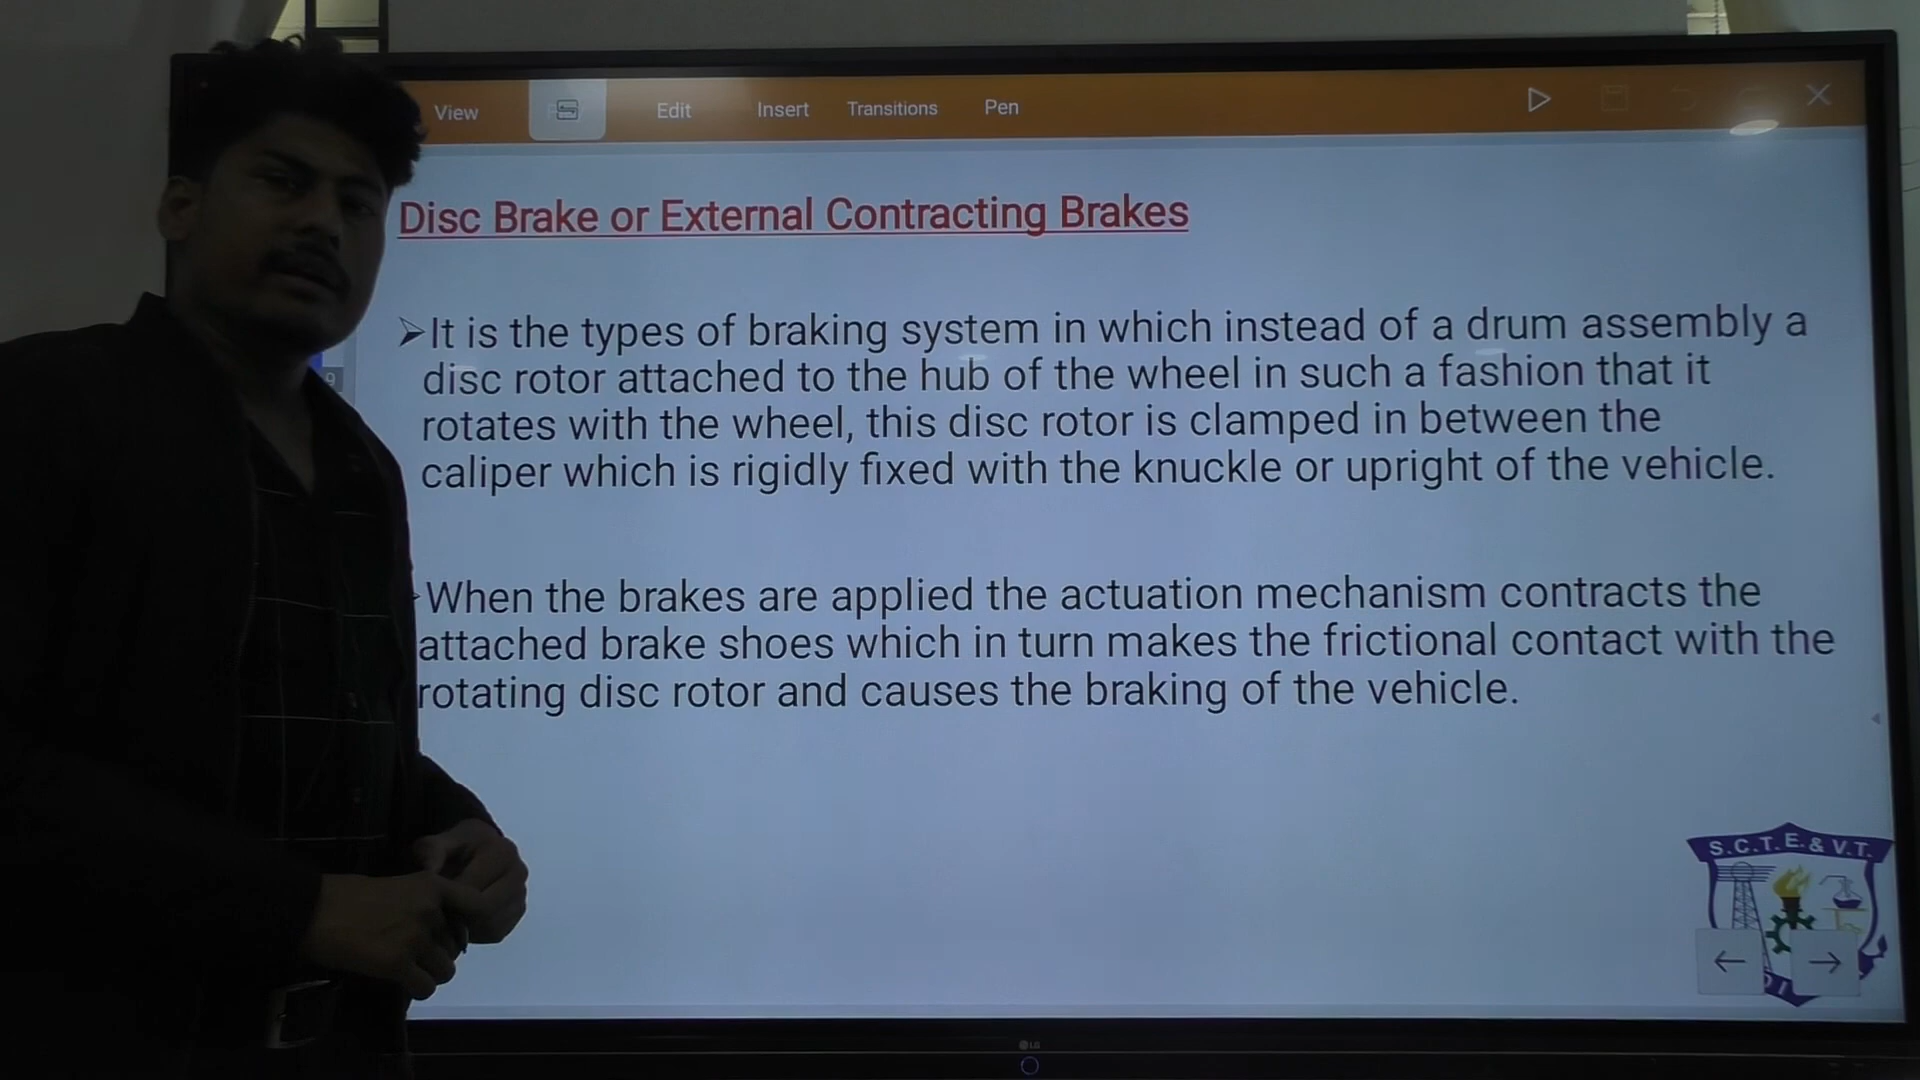 View
Edit
Insert
Transitions
Pen
Disc Brake or External Contracting Brakes
➢It is the types of braking system in which instead of a drum assembly a
disc rotor attached to the hub of the wheel in such a fashion that it
rotates with the wheel, this disc rotor is clamped in between the
caliper which is rigidly fixed with the knuckle or upright of the vehicle.
When the brakes are applied the actuation mechanism contracts the
attached brake shoes which in turn makes the frictional contact with the
rotating disc rotor and causes the braking of the vehicle.
9
S.C.T.E.& V.T.
LG